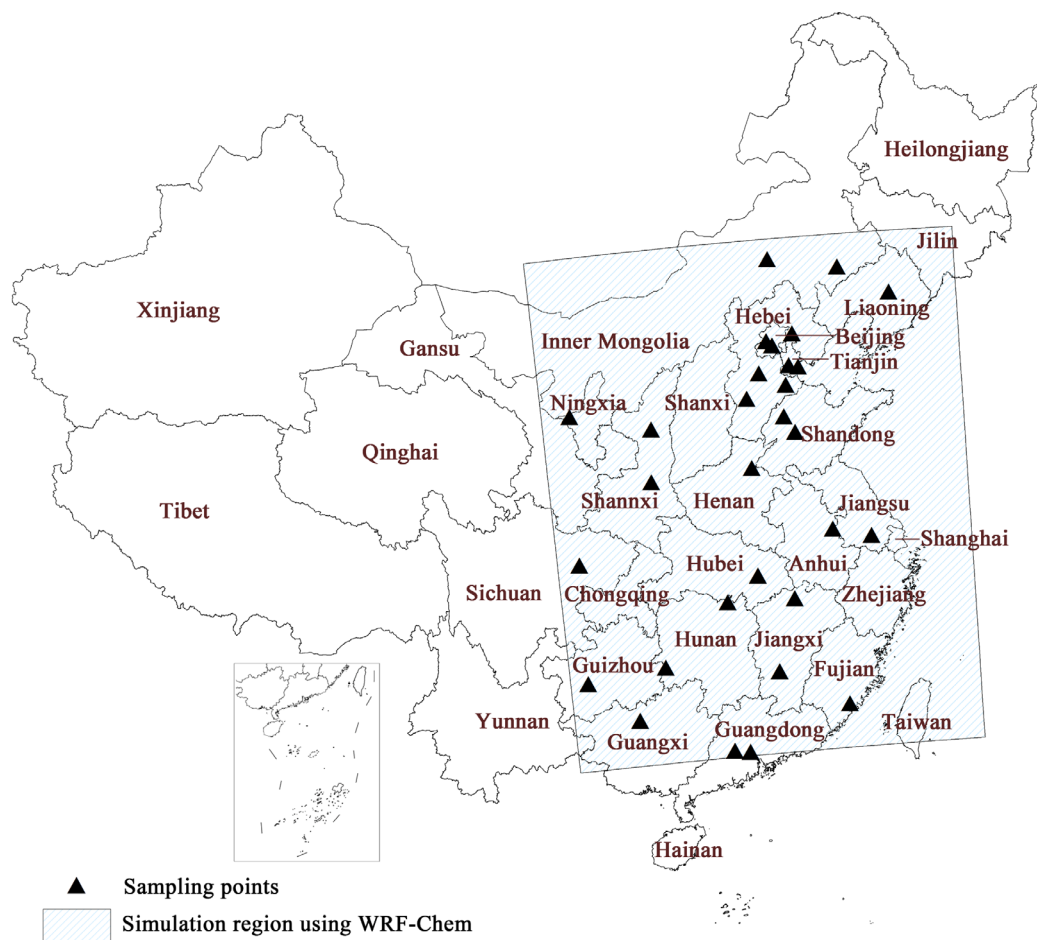 Heilongjiang
Jilin
Xinjiang
Liaoning
Hebei
Beijing
Inner Mongolia
Gansu
Tianjin
Ningxia
Shanxi
Shandong
Qinghai
Shannxi
Henan
Jiangsu
Tibet
Shanghai
Hubei
Anhui
Sichuan
Chongqing
Zhejiang
Hunan
Jiangxi
Guizhou
Fujian
Yunnan
Guangxi
Guangdong
Taiwan
Hainan
Sampling points
Simulation region using WRF-Chem